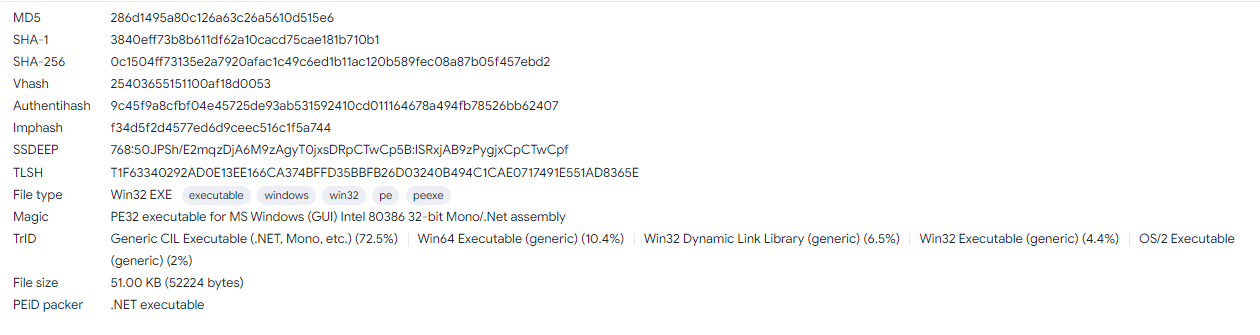 MD5 286d1495a80c126a63c26a5610d515e6
SHA-1 3840eff73b8b611df62a10cacd75cae181b710b1
SHA-256 0c1504ff73135e2a7920afac1c49c6ed1b11ac120b589fec08a87b05f457ebd2
Vhash 25403655151100af18d0053
Authentihash 9c45f9a8cfbf04e45725de93ab531592410cd011164678a494fb78526bb62407
Imphash f34d5f2d4577ed6d9ceec516c1f5a744
SSDEEP 768:50JPSh/E2mqzDjA6M9zAgyT0jxsDRpCTwCp5B:ISRxjAB9zPygjxCpCTwCpf
TLSH T1F63340292AD0E13EE166CA374BFFD35BBFB26D03240B494C1CAE0717491E551AD8365E
File type Win32 EXE executable windows win32 pe peexe
Magic PE32 executable for MS Windows (GUI) Intel 80386 32-bit Mono/.Net assembly
TrID Generic CIL Executable (.NET, Mono, etc.) (72.5%) Win64 Executable (generic) (10.4%) Win32 Dynamic Link Library (generic) (6.5%) Win32 Executable (generic) (4.4%) OS/2 Executable
(generic) (2%)
File size 51.00 KB (52224 bytes)
PEiD packer .NET executable